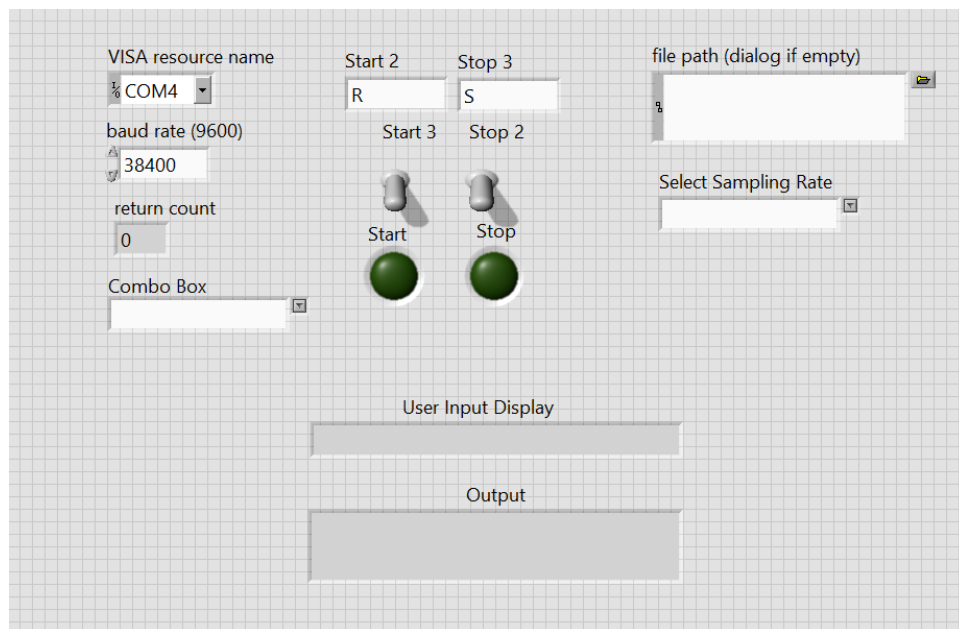 VISA resource name
COM4
baud rate (9600)
38400
return count
0
Combo Box
Start 2
Stop 3
R
S
Start 3
Stop 2
Start
Stop
file path (dialog if empty)
Select Sampling Rate
User Input Display
Output